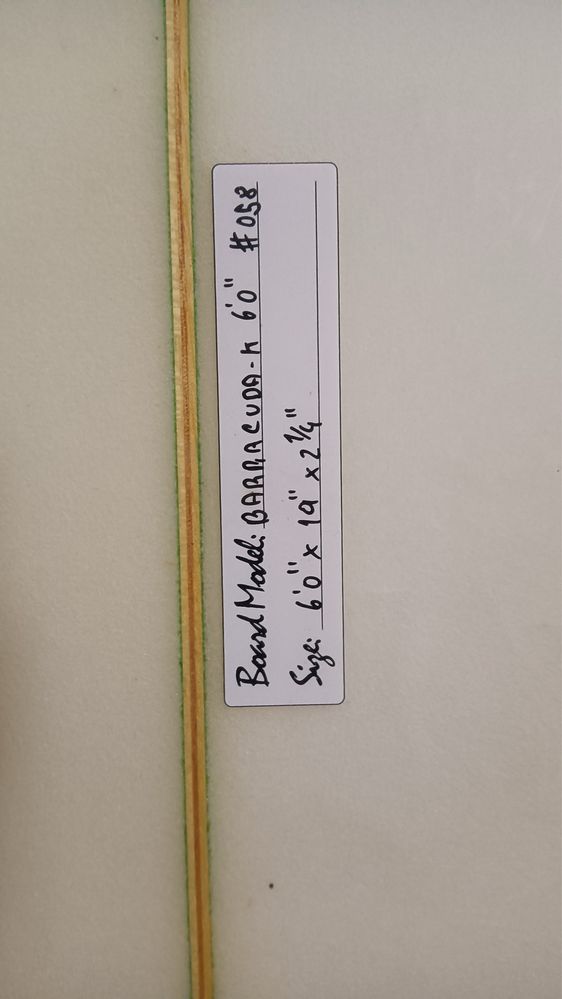 Board Model: BARRACUDA-K 6'0" #058
Size: 6'0" x 19" x 2 1/4"